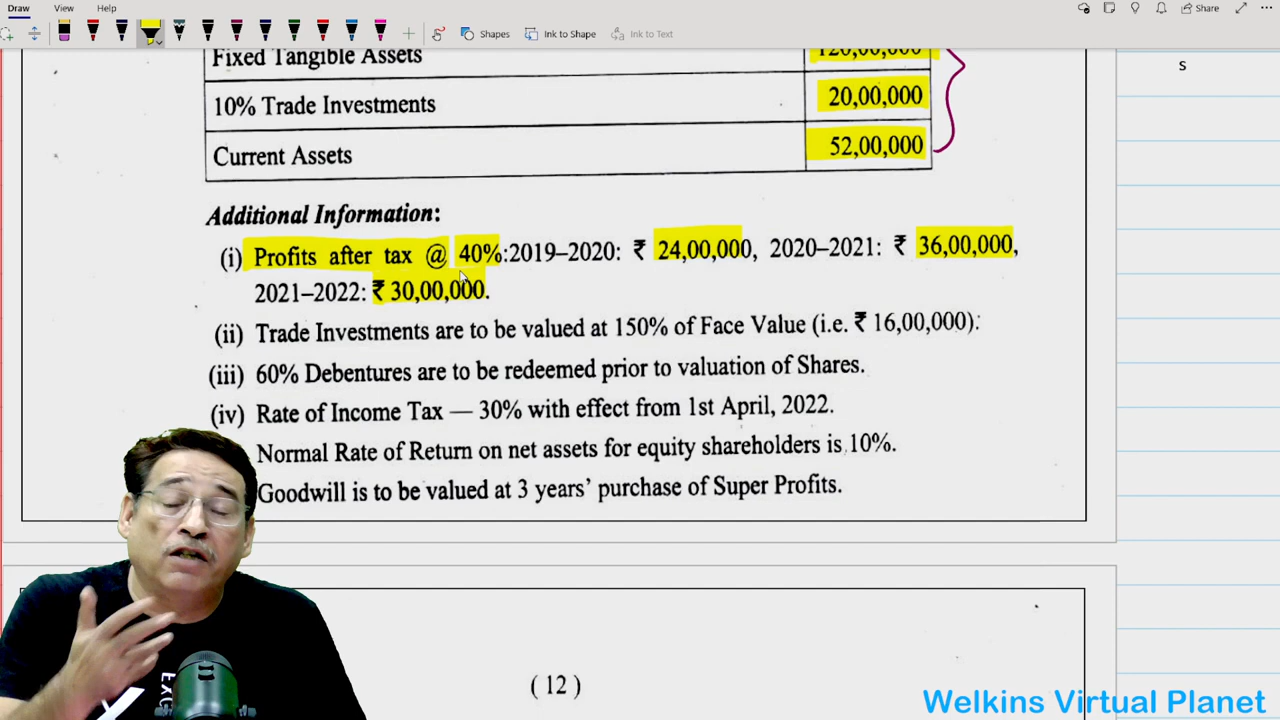 Draw View Help
Shapes Ink to Shape Ink to Text Share
Fixed Tangible Assets 120,00,000
S
10% Trade Investments 20,00,000
Current Assets 52,00,000
Additional Information:
(i) Profits after tax @ 40%:2019–2020: ₹ 24,00,000, 2020–2021: ₹ 36,00,000,
2021–2022: ₹ 30,00,000.
(ii) Trade Investments are to be valued at 150% of Face Value (i.e. ₹ 16,00,000).
(iii) 60% Debentures are to be redeemed prior to valuation of Shares.
(iv) Rate of Income Tax — 30% with effect from 1st April, 2022.
Normal Rate of Return on net assets for equity shareholders is 10%.
Goodwill is to be valued at 3 years' purchase of Super Profits.
( 12 )
Welkins Virtual Planet